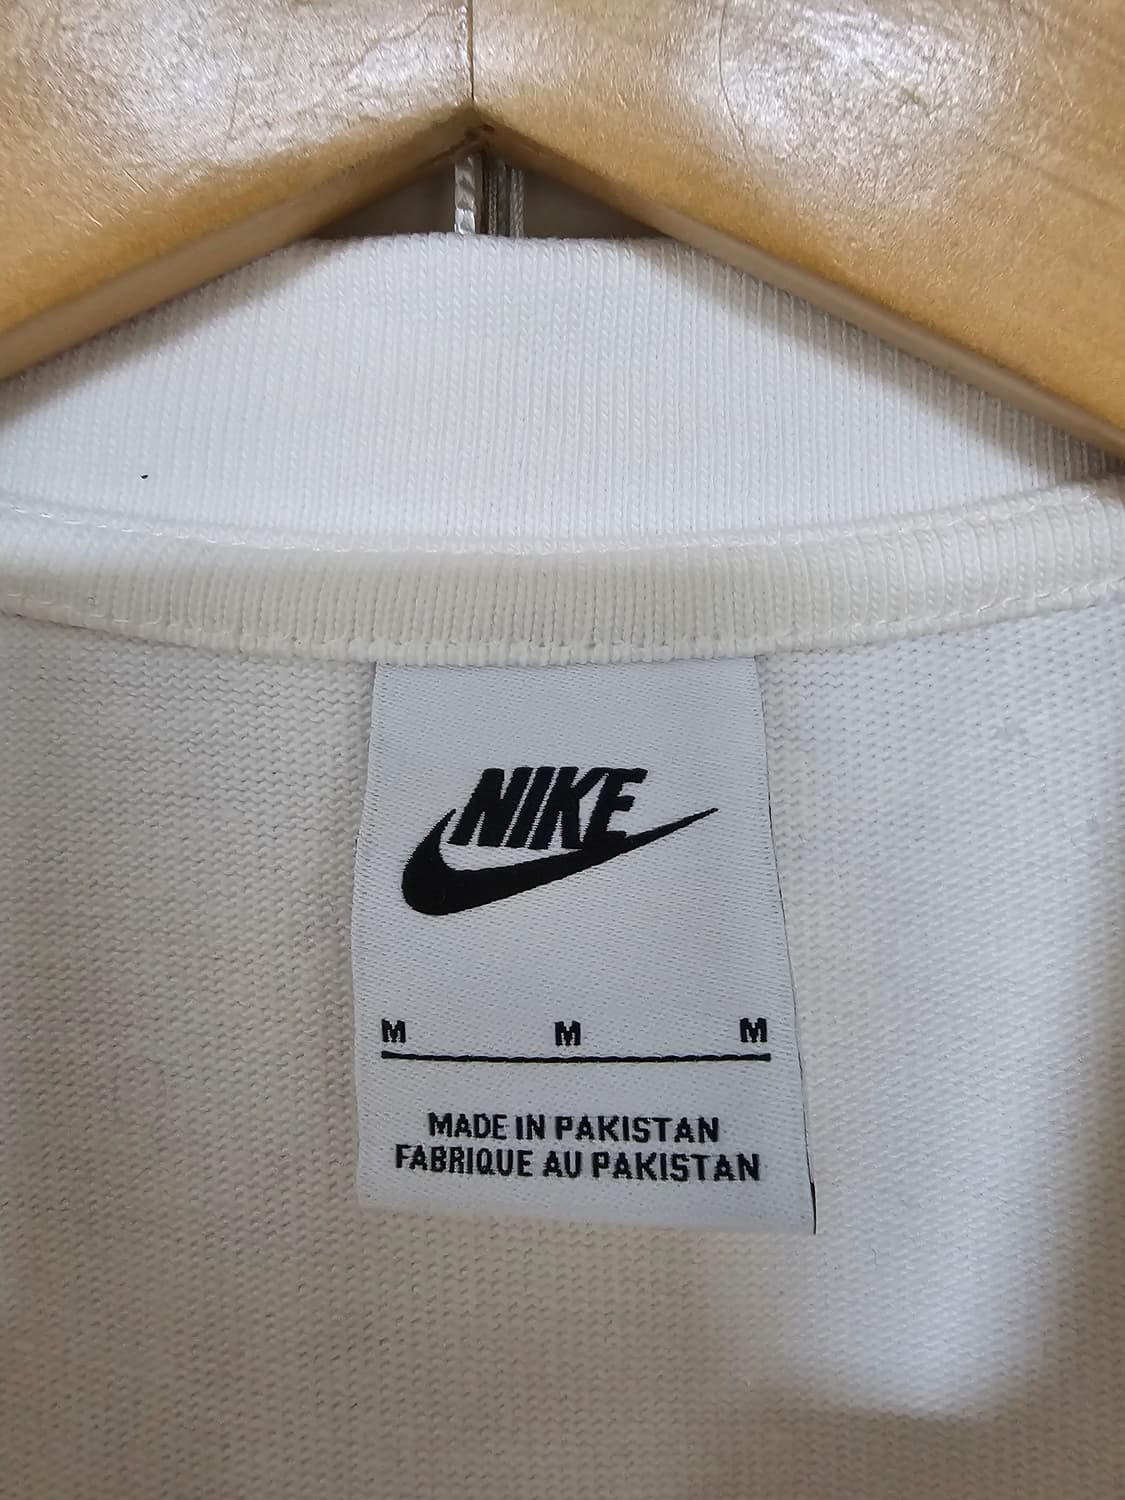 NIKE
M M M
MADE IN PAKISTAN
FABRIQUE AU PAKISTAN